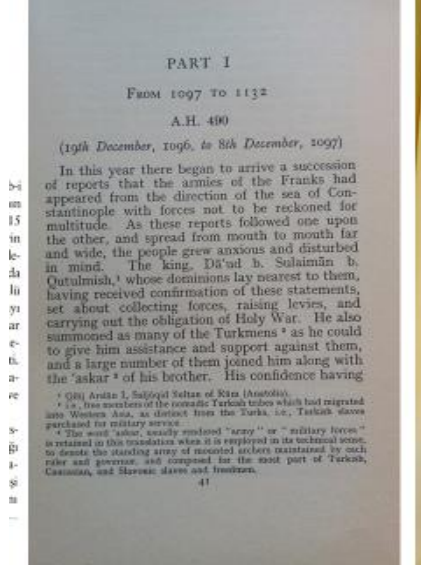 PART I
FROM 1097 TO 1132
A.H. 490
(19th December, 1096, to 8th December, 1097)
In this year there began to arrive a succession
of reports that the armies of the Franks had
appeared from the direction of the sea of Con-
stantinople with forces not to be reckoned for
multitude. As these reports followed one upon
the other, and spread from mouth to mouth far
and wide, the people grew anxious and disturbed
in mind. The king, Dā'ud b. Sulaimān b.
Qutulmish,¹ whose dominions lay nearest to them,
having received confirmation of these statements,
set about collecting forces, raising levies, and
carrying out the obligation of Holy War. He also
summoned as many of the Turkmens ² as he could
to give him assistance and support against them,
and a large number of them joined him along with
the 'askar ³ of his brother. His confidence having
¹ Qilij Arslān I, Saljūqid Sultan of Rūm (Anatolia).
² i.e., free members of the nomadic Turkish tribes which had migrated
into Western Asia, as distinct from the Turks, i.e., Turkish slaves
purchased for military service.
³ The word 'askar, usually rendered "army" or "military forces"
is retained in this translation when it is employed in its technical sense,
to denote the standing army of mounted archers maintained by each
ruler and governor, and composed for the most part of Turkish,
Caucasian, and Slavonic slaves and freedmen.
41